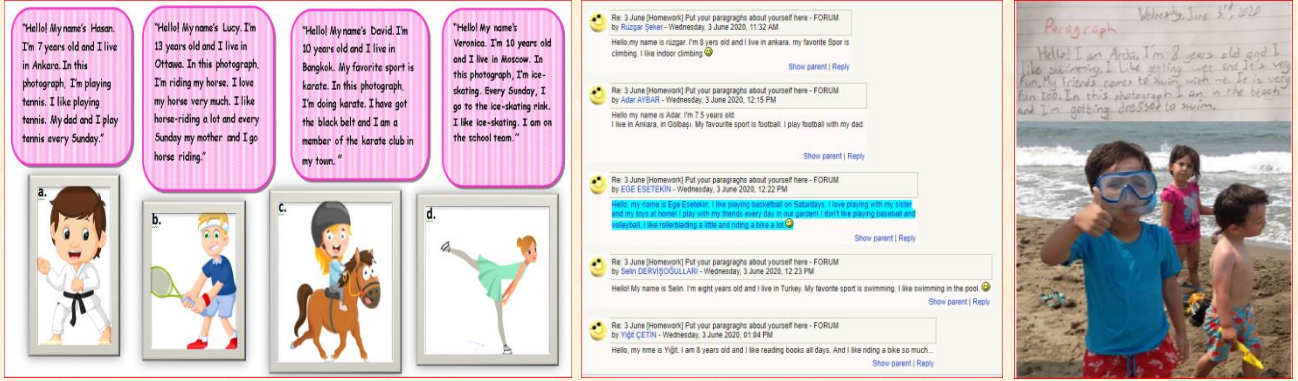 "Hello! My name's Hasan.
I'm 7 years old and I live
in Ankara. In this
photograph, I'm playing
tennis. I like playing
tennis. My dad and I play
tennis every Sunday."
"Hello! My name's Lucy. I'm
13 years old and I live in
Ottawa. In this photograph,
I'm riding my horse. I love
my horse very much. I like
horse-riding a lot and every
Sunday my mother and I go
horse riding."
"Hello! My name's David. I'm
10 years old and I live in
Bangkok. My favorite sport is
karate. In this photograph,
I'm doing karate. I have got
the black belt and I am a
member of the karate club in
my town. "
"Hello! My name's
Veronica. I'm 10 years old
and I live in Moscow. In
this photograph, I'm ice-
skating. Every Sunday, I
go to the ice-skating rink.
I like ice-skating. I am on
the school team."
a.
b.
c.
d.
Re: 3 June [Homework] Put your paragraghs about yourself here - FORUM
by Rüzgar Şeker - Wednesday, 3 June 2020, 11:32 AM
Hello,my name is rüzgar. I'm 8 yers old and I live in ankara. my favorite Spor is
climbing. I like indoor climbing
Show parent | Reply
Re: 3 June [Homework] Put your paragraghs about yourself here - FORUM
by Adar AYBAR - Wednesday, 3 June 2020, 12:15 PM
Hello my name is Adar. I'm 7.5 years old.
I live in Ankara, in Gölbaşı. My favourite sport is football. I play football with my dad.
Show parent | Reply
Re: 3 June [Homework] Put your paragraghs about yourself here - FORUM
by EGE ESETEKİN - Wednesday, 3 June 2020, 12:22 PM
Hello, my name is Ege Esetekin. I like playing basketball on Saturdays. I love playing with my sister
and my toys at home! I play with my friends every day in our garden! I don't like playing baseball and
volleyball. I like rollerblading a little and riding a bike a lot.
Show parent | Reply
Re: 3 June [Homework] Put your paragraghs about yourself here - FORUM
by Selin DERVİŞOĞULLARI - Wednesday, 3 June 2020, 12:23 PM
Hello! My name is Selin. I'm eight years old and I live in Turkey. My favorite sport is swimming. I like swimming in the pool.
Show parent | Reply
Re: 3 June [Homework] Put your paragraghs about yourself here - FORUM
by Yiğit ÇETİN - Wednesday, 3 June 2020, 01:04 PM
Hello, my nme is Yiğit. I am 8 years old and I like reading books all days. And I like riding a bike so much...
Show parent | Reply
Wednesday, June 3rd, 2020
Paragraph
Hello! I am Arda, I'm 8 years old and I
like swimming. I like getting wet and It's very
fun. My friends comes to swim with me. It is very
fun too. In this photograph I am in the beach
and I'm getting dressed to swim.